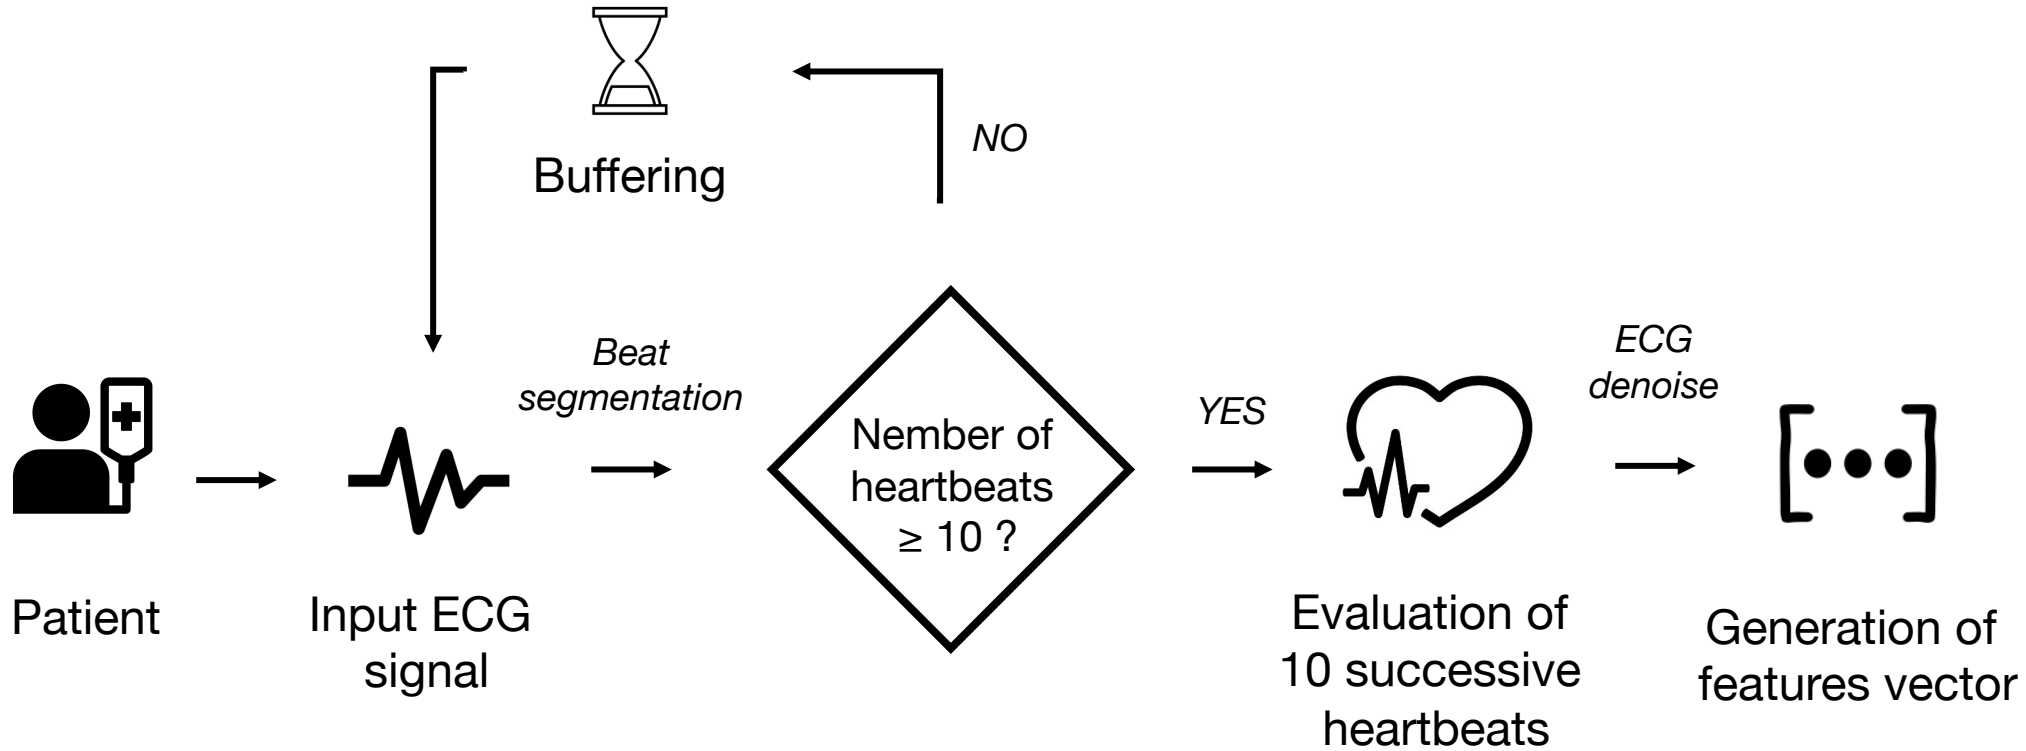 NO
Buffering
Beat
segmentation
ECG
denoise
YES
Nember of
heartbeats
≥ 10 ?
Patient
Input ECG
signal
Evaluation of
10 successive
heartbeats
Generation of
features vector